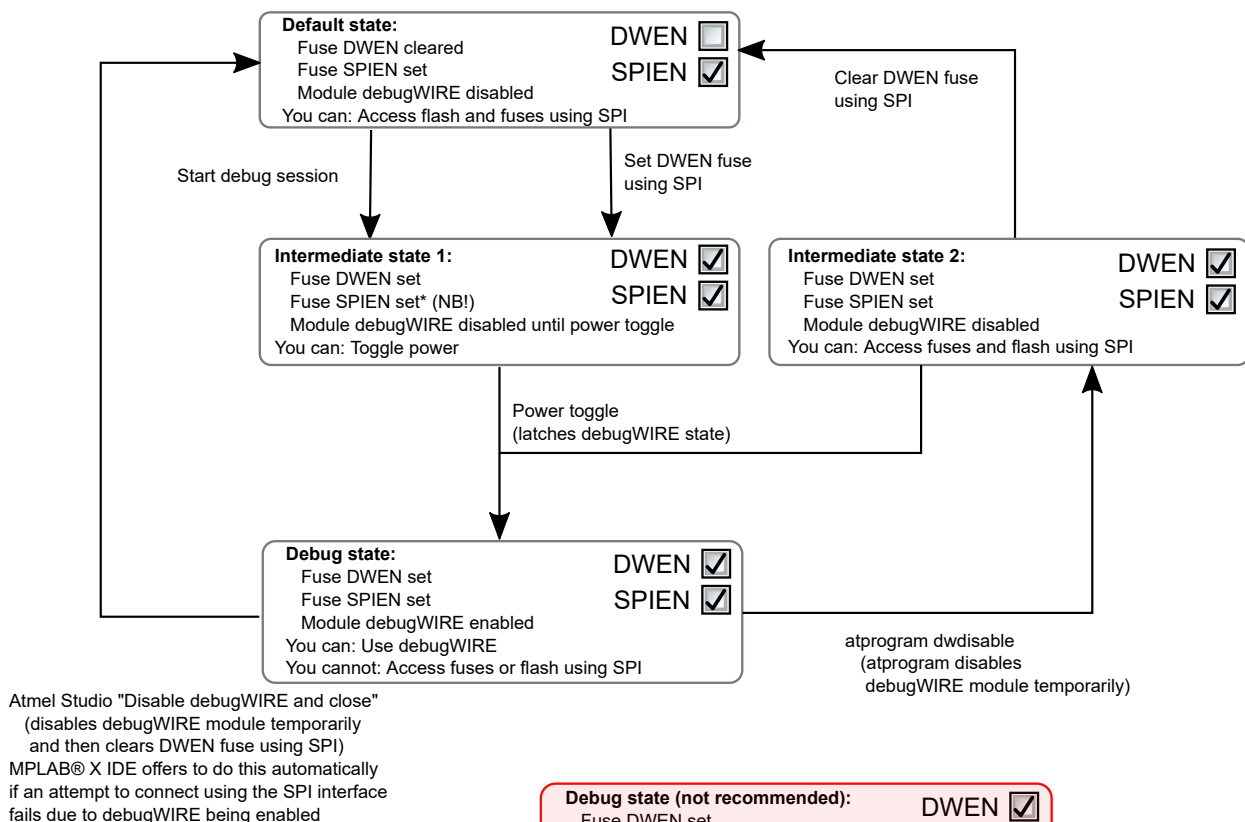 Default state:
Fuse DWEN cleared
Fuse SPIEN set
Module debugWIRE disabled
You can: Access flash and fuses using SPI
DWEN
SPIEN
Clear DWEN fuse
using SPI
Start debug session
Set DWEN fuse
using SPI
Intermediate state 1:
Fuse DWEN set
Fuse SPIEN set* (NB!)
Module debugWIRE disabled until power toggle
You can: Toggle power
DWEN
SPIEN
Intermediate state 2:
Fuse DWEN set
Fuse SPIEN set
Module debugWIRE disabled
You can: Access fuses and flash using SPI
DWEN
SPIEN
Power toggle
(latches debugWIRE state)
Debug state:
Fuse DWEN set
Fuse SPIEN set
Module debugWIRE enabled
You can: Use debugWIRE
You cannot: Access fuses or flash using SPI
DWEN
SPIEN
atprogram dwdisable
(atprogram disables
debugWIRE module temporarily)
Atmel Studio "Disable debugWIRE and close"
(disables debugWIRE module temporarily
and then clears DWEN fuse using SPI)
MPLAB® X IDE offers to do this automatically
if an attempt to connect using the SPI interface
fails due to debugWIRE being enabled
Debug state (not recommended):
Fuse DWEN set
DWEN